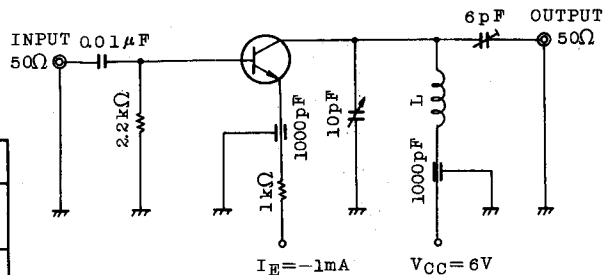 INPUT
50Ω
0.01μF
2.2kΩ
1000pF
1kΩ
10pF
L
1000pF
6pF
OUTPUT
50Ω
I_E=-1mA
V_CC=6V